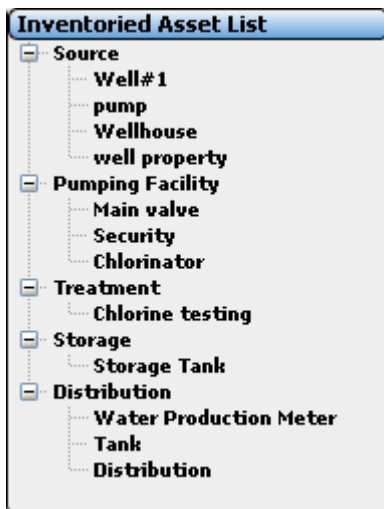 Inventoried Asset List
Source
Well#1
pump
Wellhouse
well property
Pumping Facility
Main valve
Security
Chlorinator
Treatment
Chlorine testing
Storage
Storage Tank
Distribution
Water Production Meter
Tank
Distribution